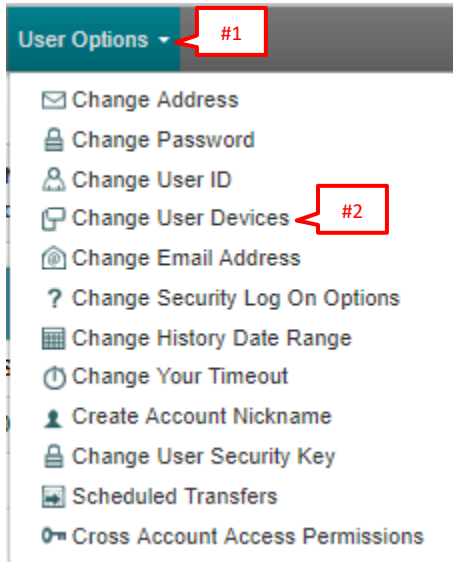 User Options
#1
Change Address
Change Password
Change User ID
Change User Devices
#2
Change Email Address
? Change Security Log On Options
Change History Date Range
Change Your Timeout
Create Account Nickname
Change User Security Key
Scheduled Transfers
Cross Account Access Permissions